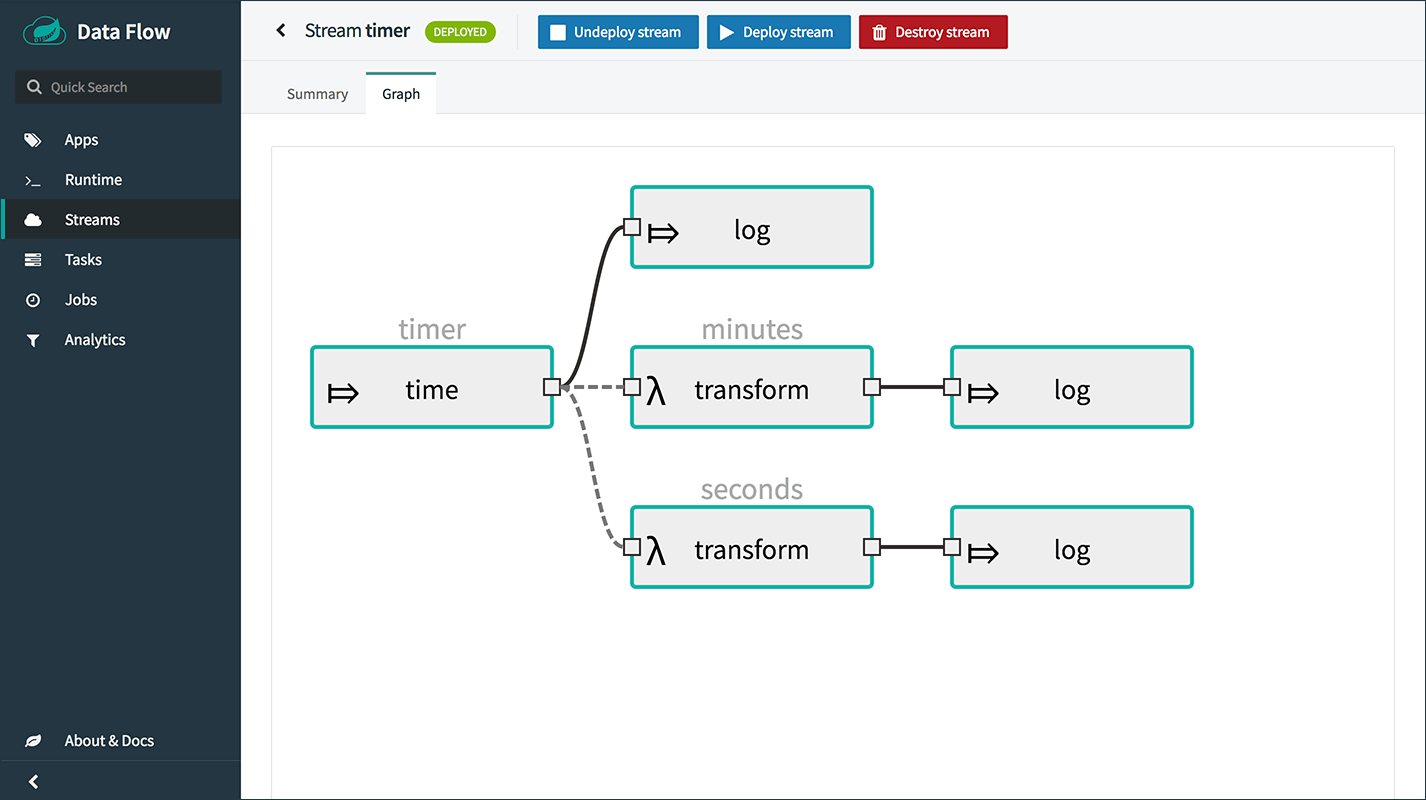 Data Flow
Quick Search
Apps
Runtime
Streams
Tasks
Jobs
Analytics
About & Docs
Stream timer DEPLOYED Undeploy stream Deploy stream Destroy stream
Summary Graph
log
timer
time
minutes
λ transform
log
seconds
λ transform
log